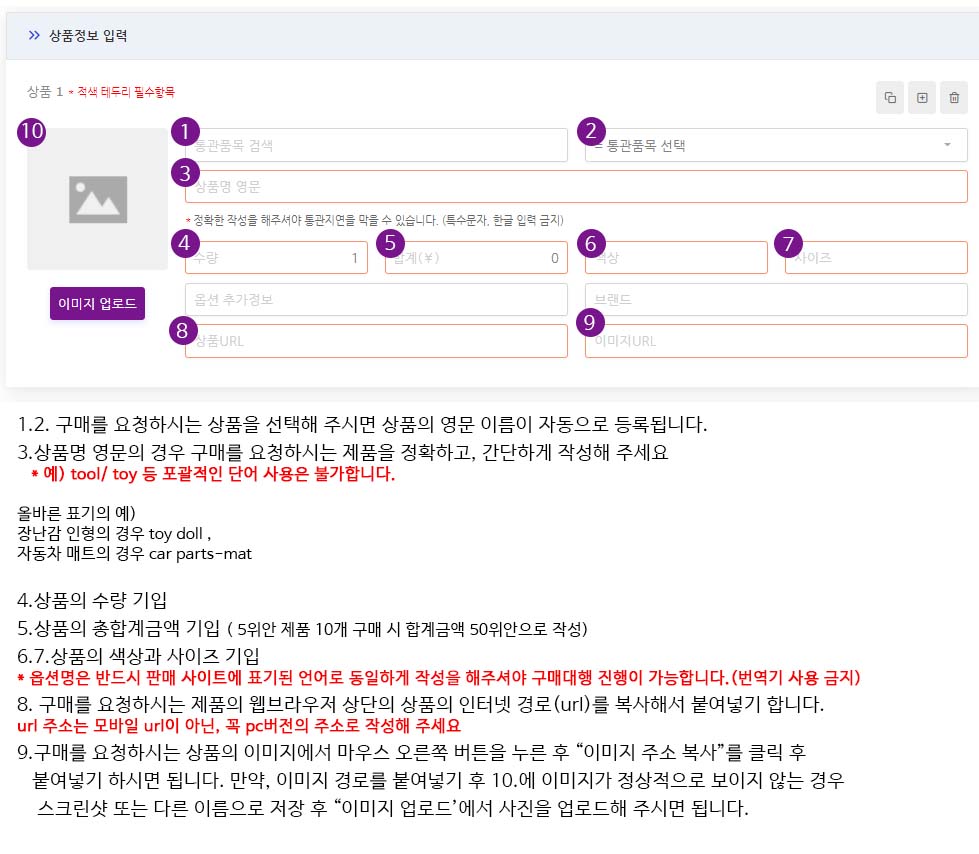 » 상품정보 입력
상품 1 * 적색 테두리 필수항목
10
1 통관품목 검색
2 = 통관품목 선택
3 상품명 영문
* 정확한 작성을 해주셔야 통관지연을 막을 수 있습니다. (특수문자, 한글 입력 금지)
4 수량 1
5 합계(¥) 0
6 색상
7 사이즈
이미지 업로드
옵션 추가정보
브랜드
8 상품URL
9 이미지URL
1.2. 구매를 요청하시는 상품을 선택해 주시면 상품의 영문 이름이 자동으로 등록됩니다.
3.상품명 영문의 경우 구매를 요청하시는 제품을 정확하고, 간단하게 작성해 주세요
* 예) tool/ toy 등 포괄적인 단어 사용은 불가합니다.
올바른 표기의 예)
장난감 인형의 경우 toy doll ,
자동차 매트의 경우 car parts-mat
4.상품의 수량 기입
5.상품의 총합계금액 기입 ( 5위안 제품 10개 구매 시 합계금액 50위안으로 작성)
6.7.상품의 색상과 사이즈 기입
* 옵션명은 반드시 판매 사이트에 표기된 언어로 동일하게 작성을 해주셔야 구매대행 진행이 가능합니다.(번역기 사용 금지)
8. 구매를 요청하시는 제품의 웹브라우저 상단의 상품의 인터넷 경로(url)를 복사해서 붙여넣기 합니다.
url 주소는 모바일 url이 아닌, 꼭 pc버전의 주소로 작성해 주세요
9.구매를 요청하시는 상품의 이미지에서 마우스 오른쪽 버튼을 누른 후 “이미지 주소 복사”를 클릭 후
붙여넣기 하시면 됩니다. 만약, 이미지 경로를 붙여넣기 후 10.에 이미지가 정상적으로 보이지 않는 경우
스크린샷 또는 다른 이름으로 저장 후 “이미지 업로드’에서 사진을 업로드해 주시면 됩니다.